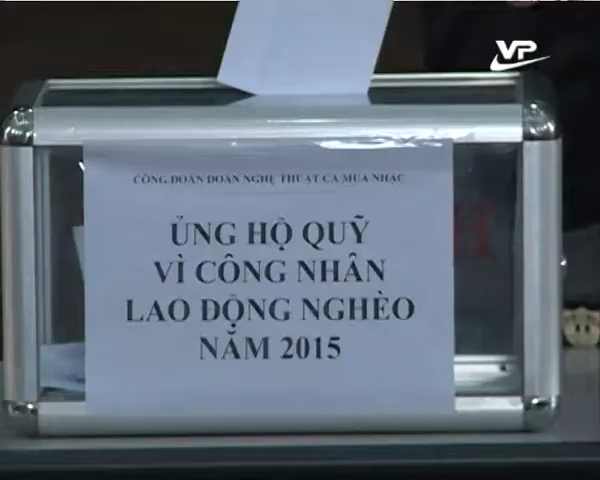 VP
CÔNG ĐOÀN ĐOÀN NGHỆ THUẬT CA MÚA NHẠC
ỦNG HỘ QUỸ
VÌ CÔNG NHÂN
LAO ĐỘNG NGHÈO
NĂM 2015